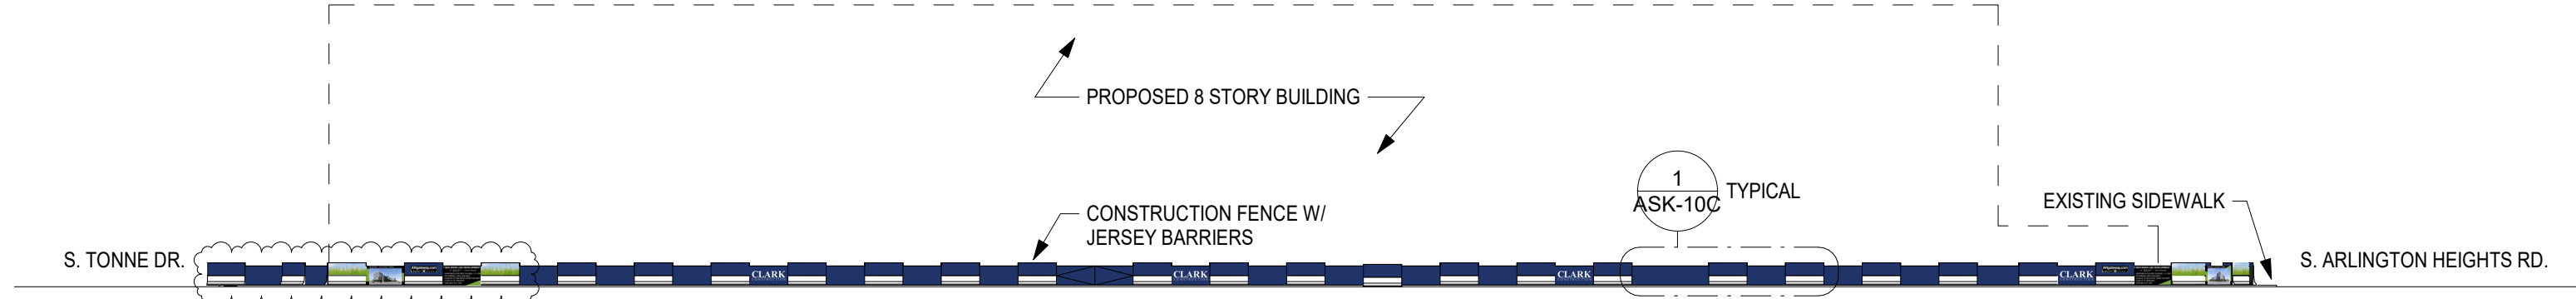 PROPOSED 8 STORY BUILDING
1
ASK-10C
TYPICAL
CONSTRUCTION FENCE W/
JERSEY BARRIERS
EXISTING SIDEWALK
S. TONNE DR.
S. ARLINGTON HEIGHTS RD.
CLARK
CLARK
CLARK
CLARK